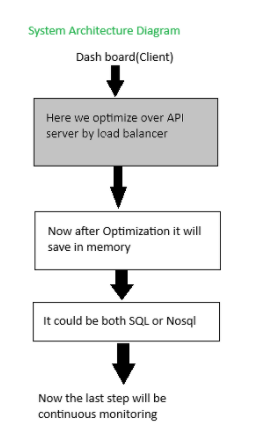 System Architecture Diagram
Dash board(Client)
Here we optimize over API
server by load balancer
Now after Optimization it will
save in memory
It could be both SQL or Nosql
Now the last step will be
continuous monitoring